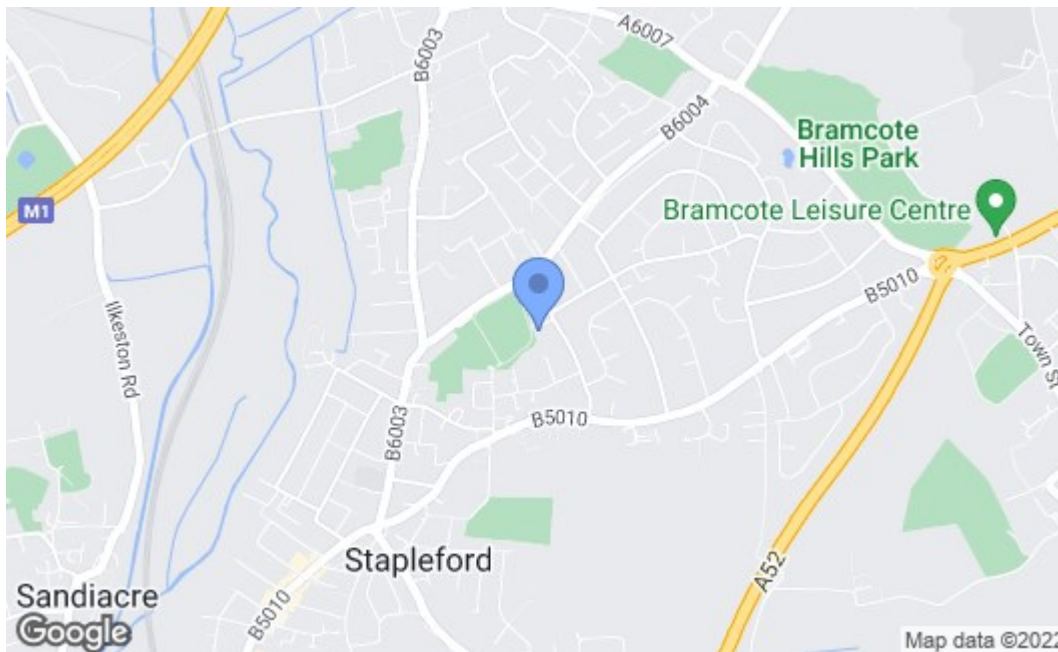 B6003
A6007
B6004
Bramcote
Hills Park
Bramcote Leisure Centre
M1
B5010
Ilkeston Rd
Town St
B5010
B6003
Stapleford
A52
Sandiacre
B5010
Google
Map data ©2022